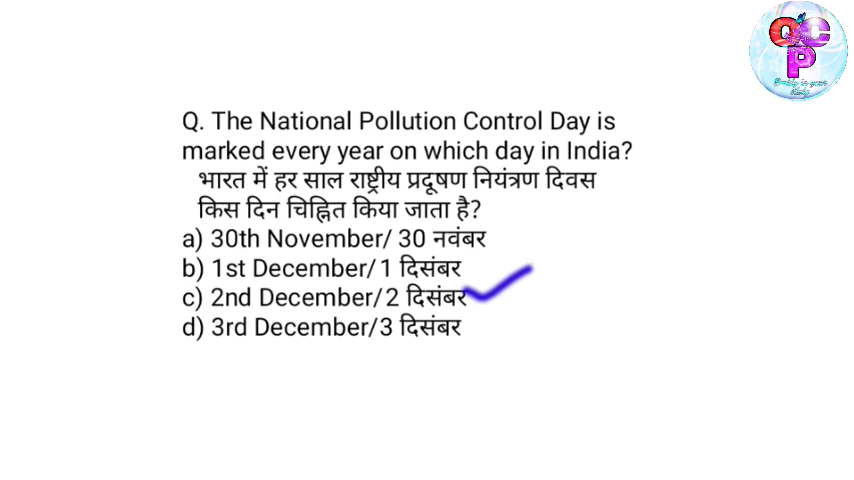 QCP
Q. The National Pollution Control Day is
marked every year on which day in India?
भारत में हर साल राष्ट्रीय प्रदूषण नियंत्रण दिवस
किस दिन चिह्नित किया जाता है?
a) 30th November/ 30 नवंबर
b) 1st December/1 दिसंबर
c) 2nd December/2 दिसंबर
d) 3rd December/3 दिसंबर